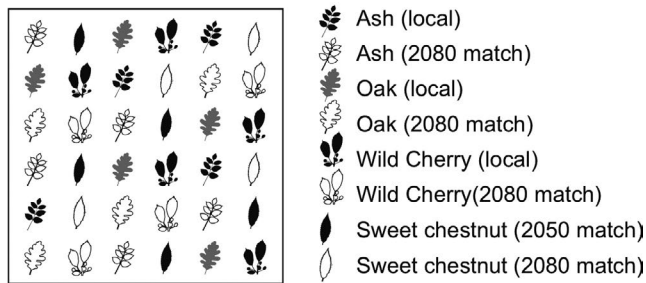 Ash (local)
Ash (2080 match)
Oak (local)
Oak (2080 match)
Wild Cherry (local)
Wild Cherry(2080 match)
Sweet chestnut (2050 match)
Sweet chestnut (2080 match)